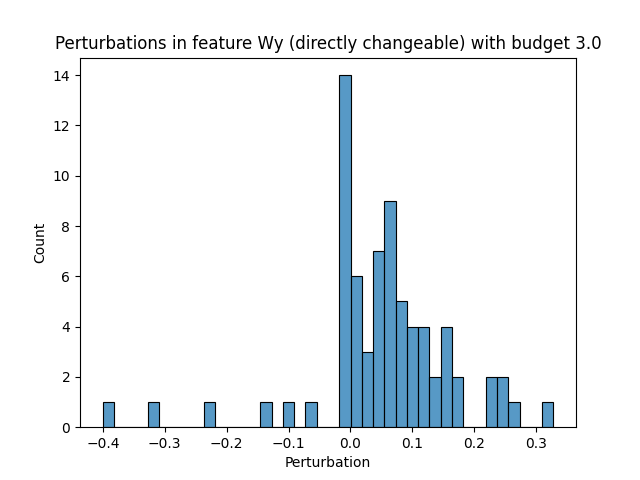 Perturbations in feature Wy (directly changeable) with budget 3.0
14
12
10
8
6
4
2
0
Count
−0.4 −0.3 −0.2 −0.1 0.0 0.1 0.2 0.3
Perturbation